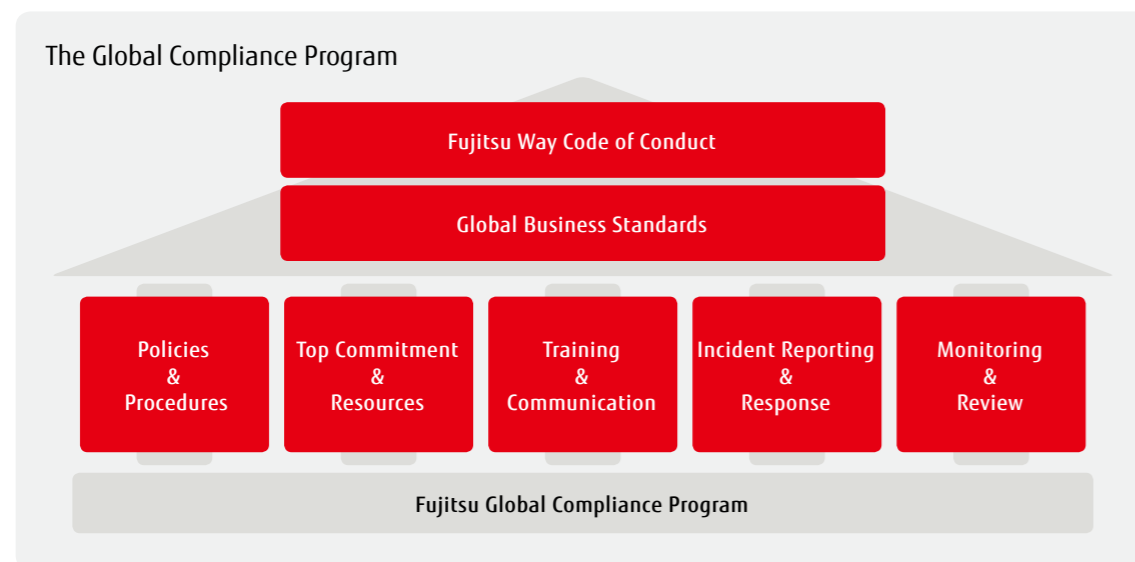 The Global Compliance Program
Fujitsu Way Code of Conduct
Global Business Standards
Policies
&
Procedures
Top Commitment
&
Resources
Training
&
Communication
Incident Reporting
&
Response
Monitoring
&
Review
Fujitsu Global Compliance Program